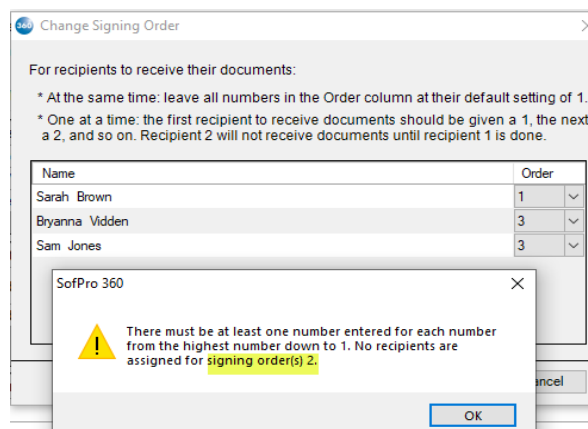 360 Change Signing Order
For recipients to receive their documents:
* At the same time: leave all numbers in the Order column at their default setting of 1.
* One at a time: the first recipient to receive documents should be given a 1, the next
a 2, and so on. Recipient 2 will not receive documents until recipient 1 is done.
Name Order
Sarah Brown 1
Bryanna Vidden 3
Sam Jones 3
SofPro 360
There must be at least one number entered for each number
from the highest number down to 1. No recipients are
assigned for signing order(s) 2.
ancel
OK